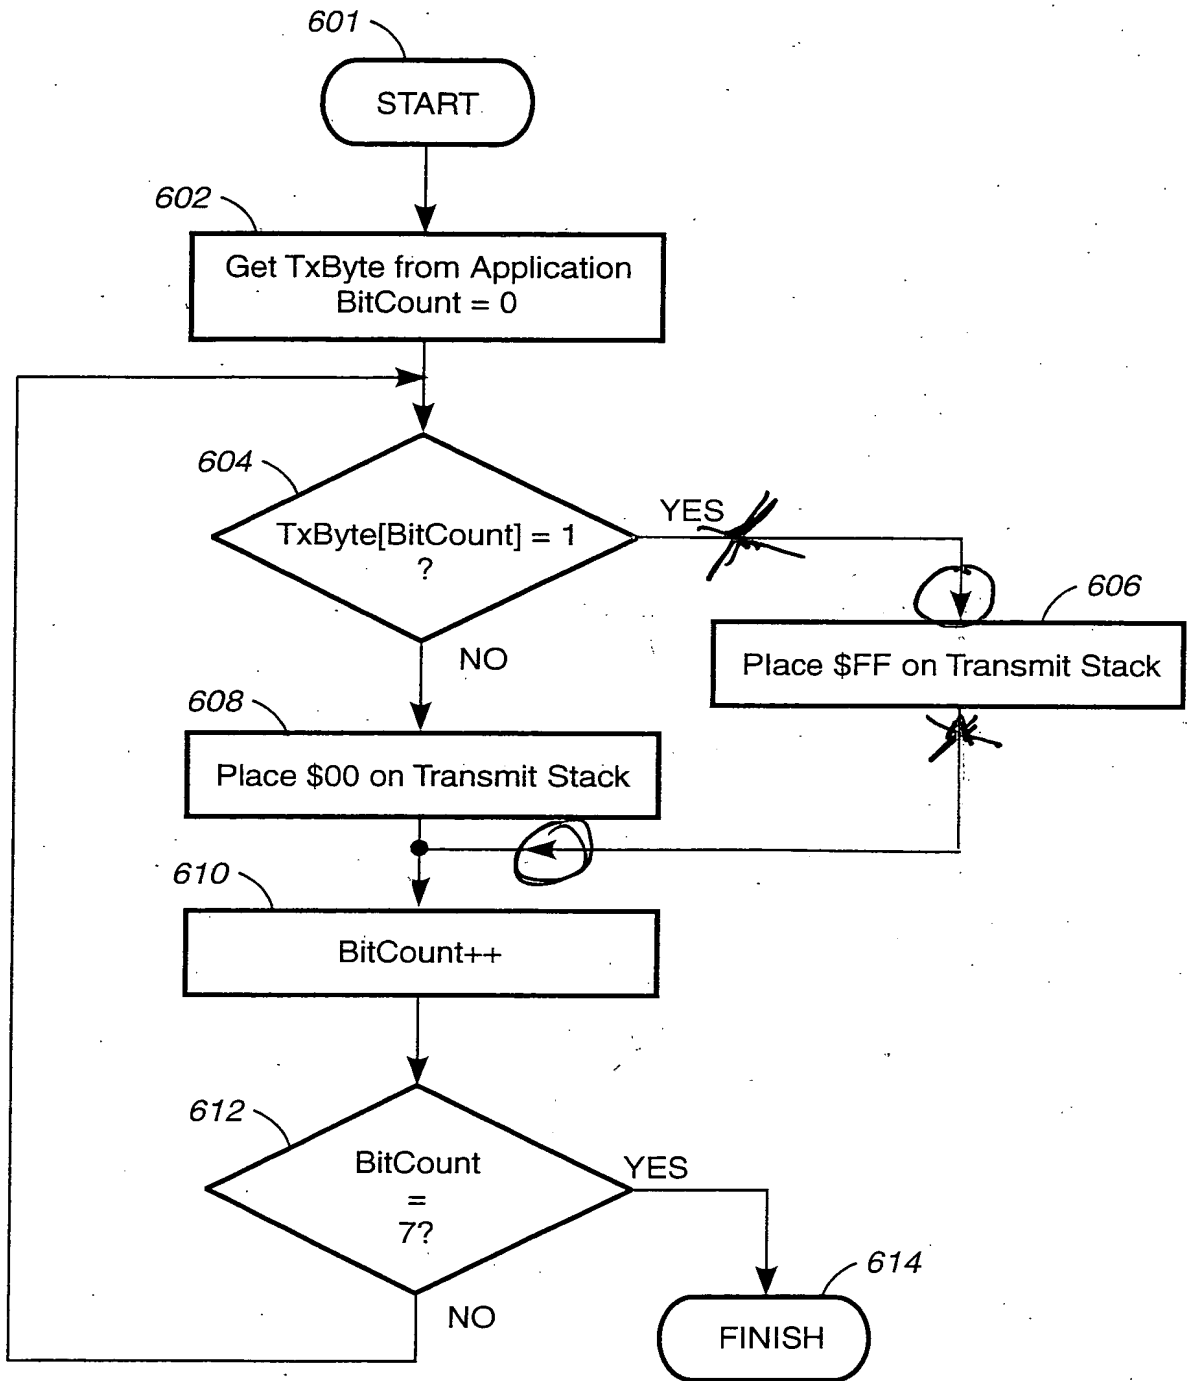 601
START
602
Get TxByte from Application
BitCount = 0
604
TxByte[BitCount] = 1
?
YES
606
Place $FF on Transmit Stack
NO
608
Place $00 on Transmit Stack
610
BitCount++
612
BitCount
=
7?
YES
614
FINISH
NO